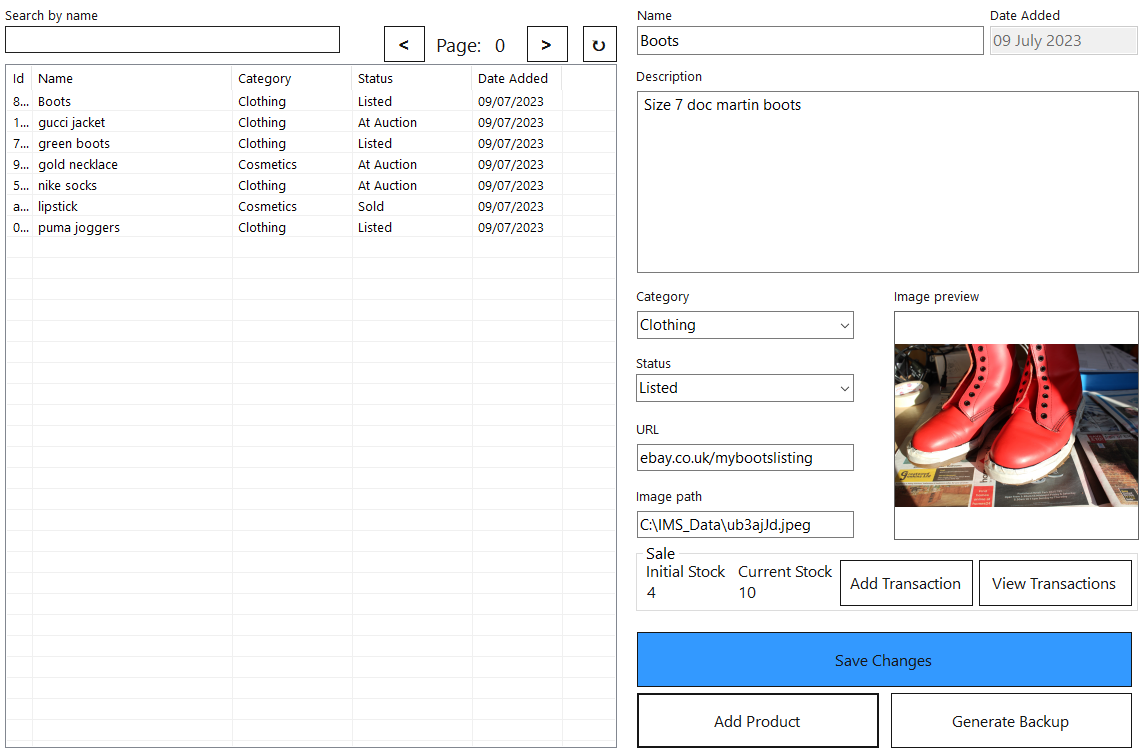 Search by name
< Page: 0 > ↻
Id Name Category Status Date Added
8... Boots Clothing Listed 09/07/2023
1... gucci jacket Clothing At Auction 09/07/2023
7... green boots Clothing Listed 09/07/2023
9... gold necklace Cosmetics At Auction 09/07/2023
5... nike socks Clothing At Auction 09/07/2023
a... lipstick Cosmetics Sold 09/07/2023
0... puma joggers Clothing Listed 09/07/2023
Name Date Added
Boots 09 July 2023
Description
Size 7 doc martin boots
Category Image preview
Clothing
Status
Listed
URL
ebay.co.uk/mybootslisting
Image path
C:\IMS_Data\ub3ajJd.jpeg
Sale
Initial Stock Current Stock
4 10
Add Transaction View Transactions
Save Changes
Add Product Generate Backup